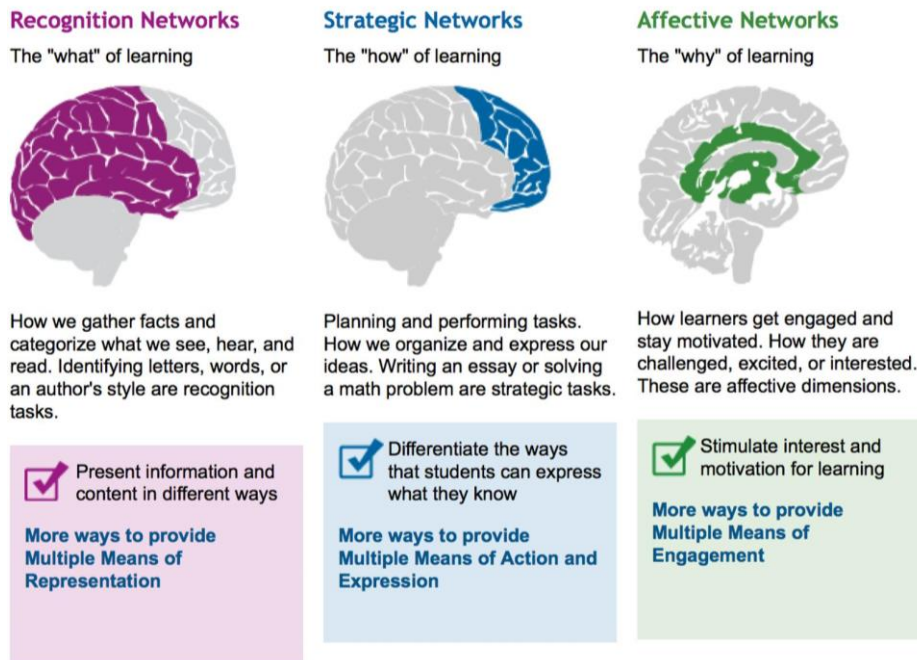 Recognition Networks
The "what" of learning
How we gather facts and
categorize what we see, hear, and
read. Identifying letters, words, or
an author's style are recognition
tasks.
Present information and
content in different ways
More ways to provide
Multiple Means of
Representation
Strategic Networks
The "how" of learning
Planning and performing tasks.
How we organize and express our
ideas. Writing an essay or solving
a math problem are strategic tasks.
Differentiate the ways
that students can express
what they know
More ways to provide
Multiple Means of Action and
Expression
Affective Networks
The "why" of learning
How learners get engaged and
stay motivated. How they are
challenged, excited, or interested.
These are affective dimensions.
Stimulate interest and
motivation for learning
More ways to provide
Multiple Means of
Engagement